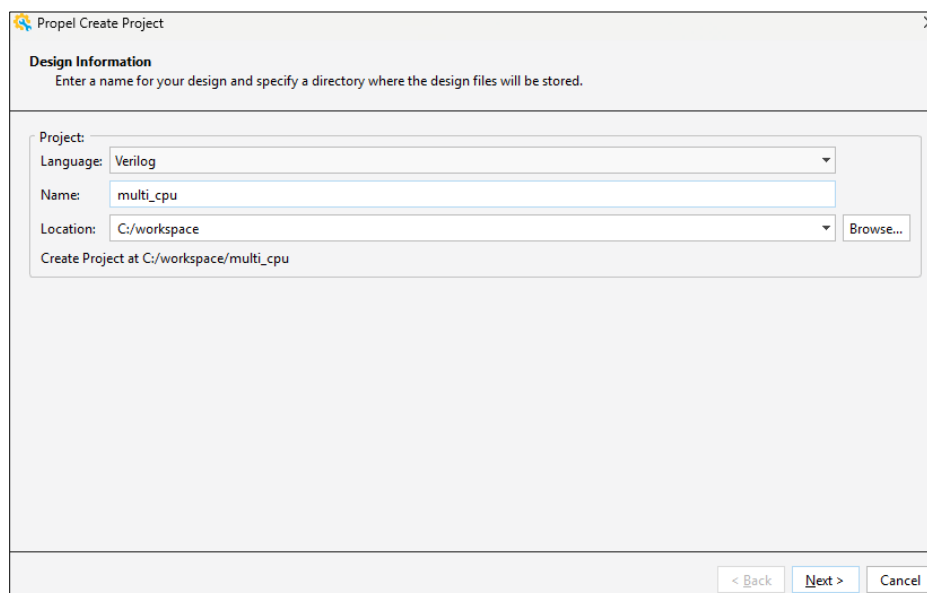 Propel Create Project
Design Information
Enter a name for your design and specify a directory where the design files will be stored.
Project:
Language: Verilog
Name: multi_cpu
Location: C:/workspace Browse...
Create Project at C:/workspace/multi_cpu
< Back Next > Cancel